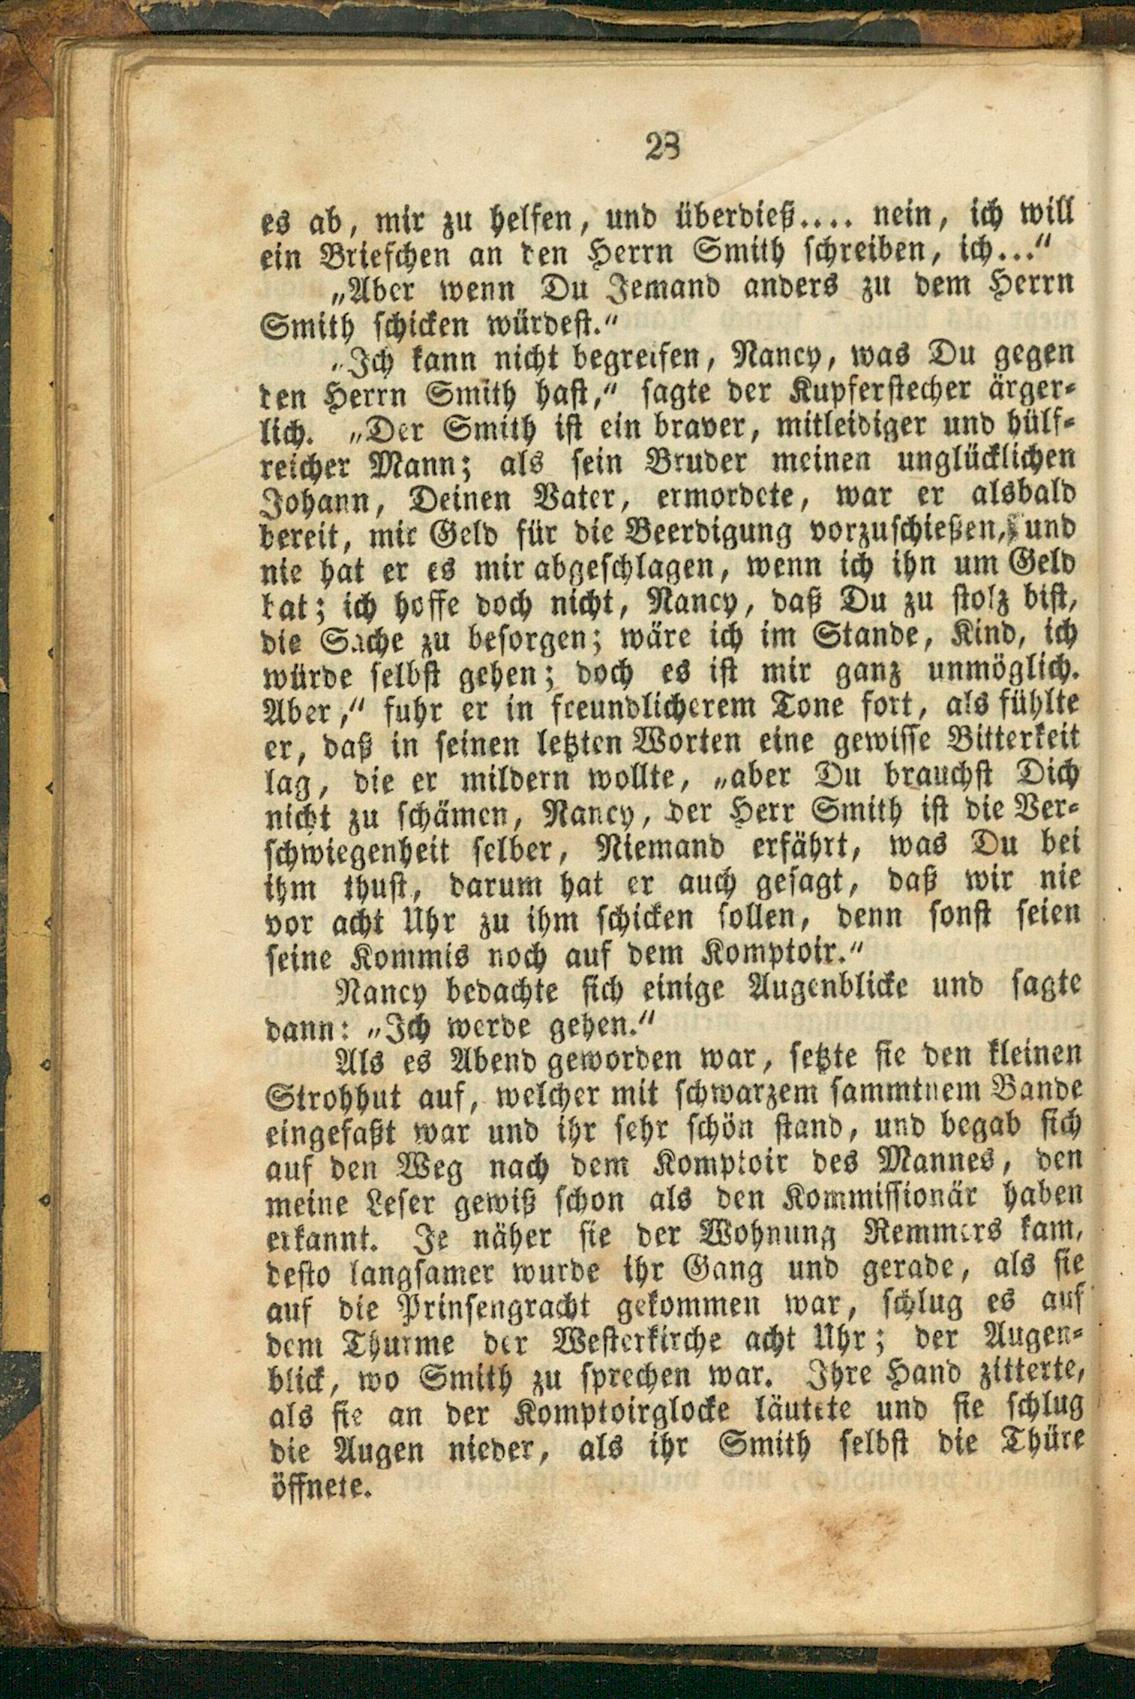 28
es ab, mir zu helfen, und überdieß.... nein, ich will
ein Briefchen an den Herrn Smith schreiben, ich..."
„Aber wenn Du Jemand anders zu dem Herrn
Smith schicken würdest."
„Ich kann nicht begreifen, Nancy, was Du gegen
den Herrn Smith hast," sagte der Kupferstecher ärger-
lich. „Der Smith ist ein braver, mitleidiger und hülf-
reicher Mann; als sein Bruder meinen unglücklichen
Johann, Deinen Vater, ermordete, war er alsbald
bereit, mir Geld für die Beerdigung vorzuschießen, und
nie hat er es mir abgeschlagen, wenn ich ihn um Geld
bat; ich hoffe doch nicht, Nancy, daß Du zu stolz bist,
die Sache zu besorgen; wäre ich im Stande, Kind, ich
würde selbst gehen; doch es ist mir ganz unmöglich.
Aber," fuhr er in freundlicherem Tone fort, als fühlte
er, daß in seinen letzten Worten eine gewisse Bitterkeit
lag, die er mildern wollte, „aber Du brauchst Dich
nicht zu schämen, Nancy, der Herr Smith ist die Ver-
schwiegenheit selber, Niemand erfährt, was Du bei
ihm thust, darum hat er auch gesagt, daß wir nie
vor acht Uhr zu ihm schicken sollen, denn sonst seien
seine Kommis noch auf dem Komptoir."
Nancy bedachte sich einige Augenblicke und sagte
dann: „Ich werde gehen."
Als es Abend geworden war, setzte sie den kleinen
Strohhut auf, welcher mit schwarzem sammtnem Bande
eingefaßt war und ihr sehr schön stand, und begab sich
auf den Weg nach dem Komptoir des Mannes, den
meine Leser gewiß schon als den Kommissionär haben
erkannt. Je näher sie der Wohnung Remmers kam,
desto langsamer wurde ihr Gang und gerade, als sie
auf die Prinsengracht gekommen war, schlug es auf
dem Thurme der Westerkirche acht Uhr; der Augen-
blick, wo Smith zu sprechen war. Ihre Hand zitterte,
als sie an der Komptoirglocke läutete und sie schlug
die Augen nieder, als ihr Smith selbst die Thüre
öffnete.